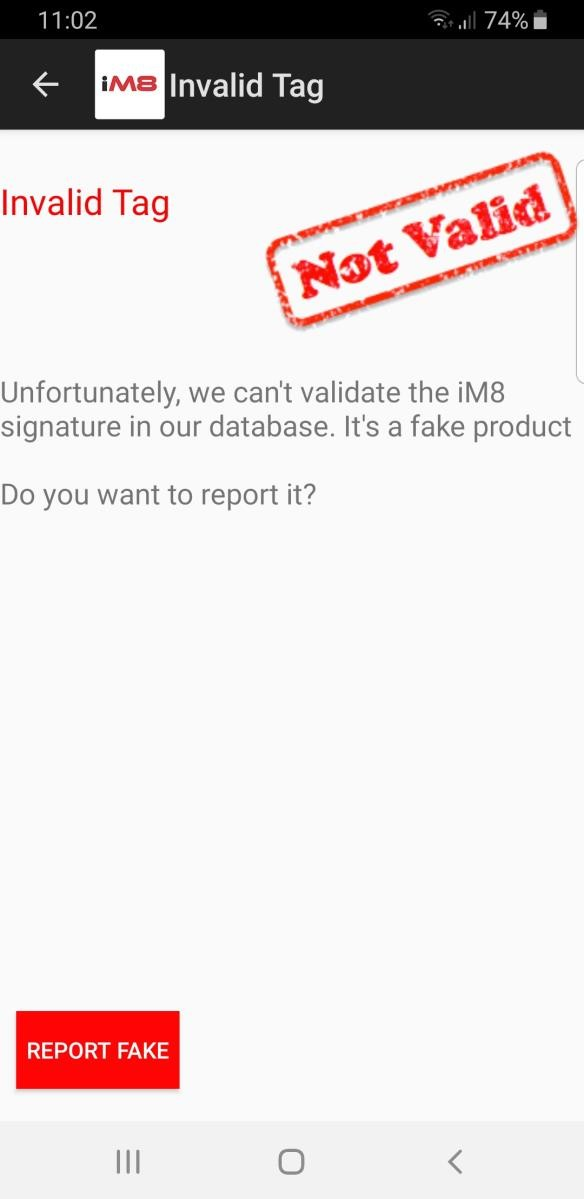 11:02
74%
iM8 Invalid Tag
Invalid Tag
Not Valid
Unfortunately, we can't validate the iM8
signature in our database. It's a fake product
Do you want to report it?
REPORT FAKE